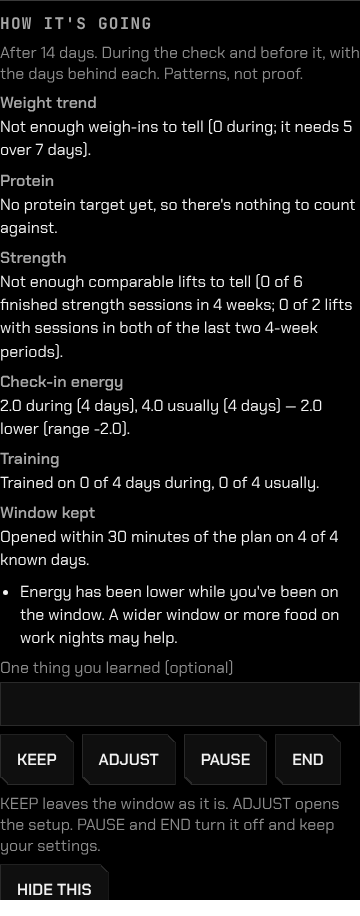 HOW IT'S GOING
After 14 days. During the check and before it, with
the days behind each. Patterns, not proof.
Weight trend
Not enough weigh-ins to tell (0 during; it needs 5
over 7 days).
Protein
No protein target yet, so there's nothing to count
against.
Strength
Not enough comparable lifts to tell (0 of 6
finished strength sessions in 4 weeks; 0 of 2 lifts
with sessions in both of the last two 4-week
periods).
Check-in energy
2.0 during (4 days), 4.0 usually (4 days) — 2.0
lower (range -2.0).
Training
Trained on 0 of 4 days during, 0 of 4 usually.
Window kept
Opened within 30 minutes of the plan on 4 of 4
known days.
• Energy has been lower while you've been on
the window. A wider window or more food on
work nights may help.
One thing you learned (optional)
KEEP ADJUST PAUSE END
KEEP leaves the window as it is. ADJUST opens
the setup. PAUSE and END turn it off and keep
your settings.
HIDE THIS